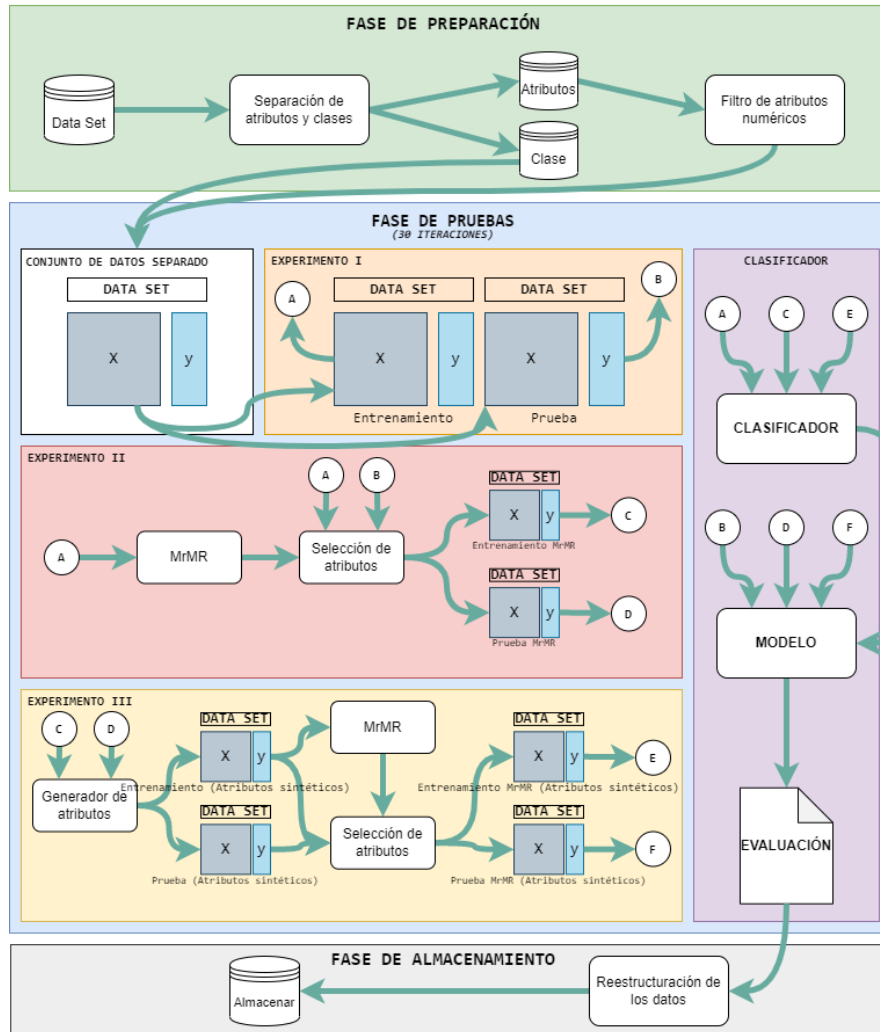 FASE DE PREPARACIÓN
Data Set
Separación de
atributos y clases
Atributos
Clase
Filtro de atributos
numéricos
FASE DE PRUEBAS
(30 ITERACIONES)
CONJUNTO DE DATOS SEPARADO
DATA SET
X
y
EXPERIMENTO I
A
DATA SET
X
y
Entrenamiento
DATA SET
X
y
Prueba
B
EXPERIMENTO II
A
MrMR
A
B
Selección de
atributos
DATA SET
X
y
Entrenamiento MrMR
C
DATA SET
X
y
Prueba MrMR
D
EXPERIMENTO III
C
D
Generador de
atributos
DATA SET
X
y
Entrenamiento (Atributos sintéticos)
DATA SET
X
y
Prueba (Atributos sintéticos)
MrMR
Selección de
atributos
DATA SET
X
y
Entrenamiento MrMR (Atributos sintéticos)
E
DATA SET
X
y
Prueba MrMR (Atributos sintéticos)
F
CLASIFICADOR
A
C
E
CLASIFICADOR
B
D
F
MODELO
EVALUACIÓN
FASE DE ALMACENAMIENTO
Almacenar
Reestructuración de
los datos